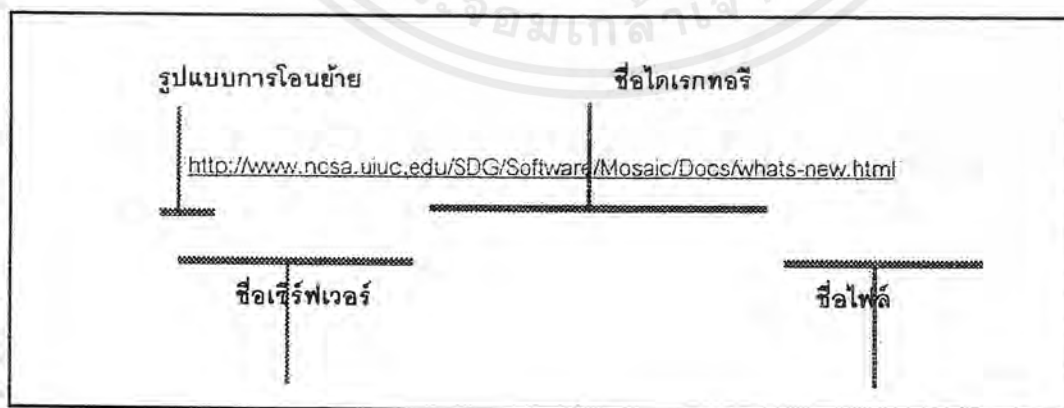 รูปแบบการโอนย้าย ชื่อไดเรกทอรี
http://www.ncsa.uiuc.edu/SDG/Software/Mosaic/Docs/whats-new.html
ชื่อเซิร์ฟเวอร์ ชื่อไฟล์